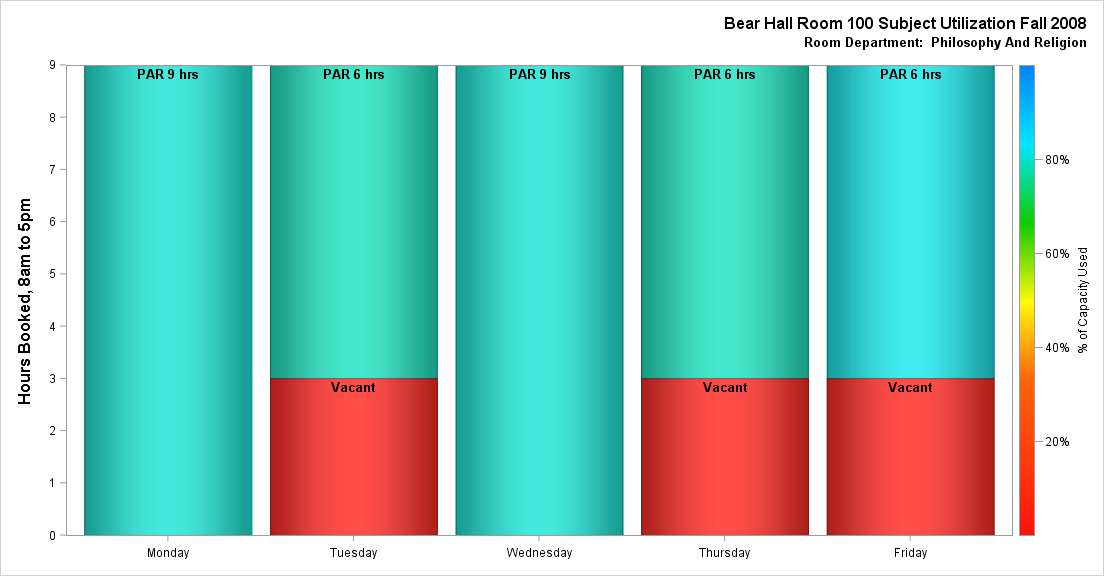 Bear Hall Room 100 Subject Utilization Fall 2008
Room Department:  Philosophy And Religion
Hours Booked, 8am to 5pm
9
8
7
6
5
4
3
2
1
0
PAR 9 hrs
PAR 6 hrs
PAR 9 hrs
PAR 6 hrs
PAR 6 hrs
Vacant
Vacant
Vacant
Monday
Tuesday
Wednesday
Thursday
Friday
80%
60%
40%
20%
% of Capacity Used